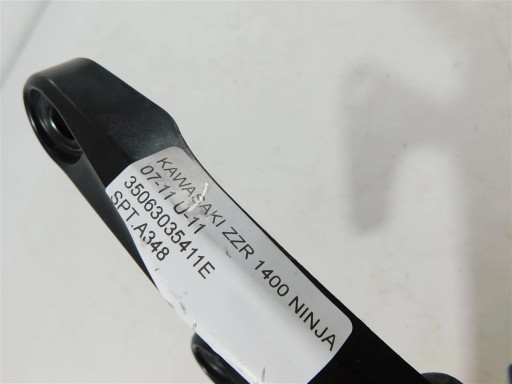 KAWASAKI ZZR 1400 NINJA
07-11 U-11
35063035411E
SPT.A348